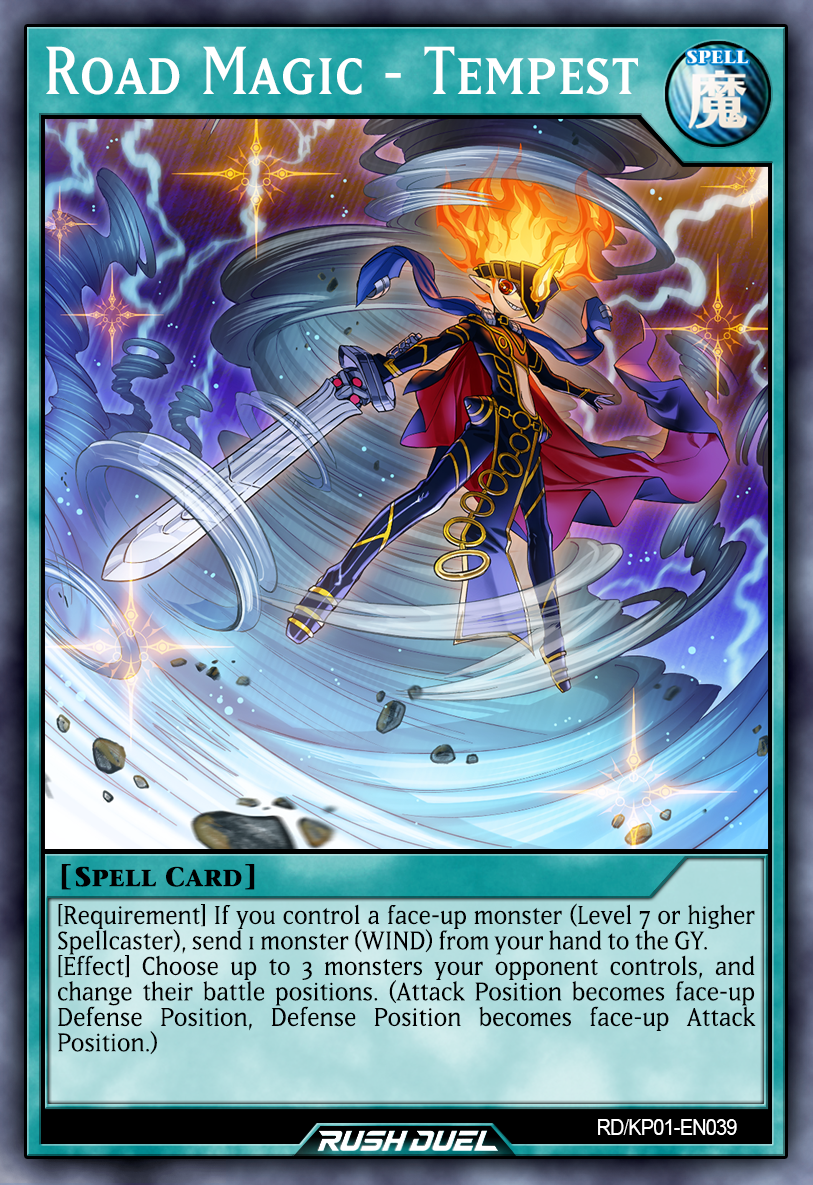 Road Magic - Tempest
SPELL
魔
[Spell Card]
[Requirement] If you control a face-up monster (Level 7 or higher
Spellcaster), send 1 monster (WIND) from your hand to the GY.
[Effect] Choose up to 3 monsters your opponent controls, and
change their battle positions. (Attack Position becomes face-up
Defense Position, Defense Position becomes face-up Attack
Position.)
RD/KP01-EN039
RUSH DUEL